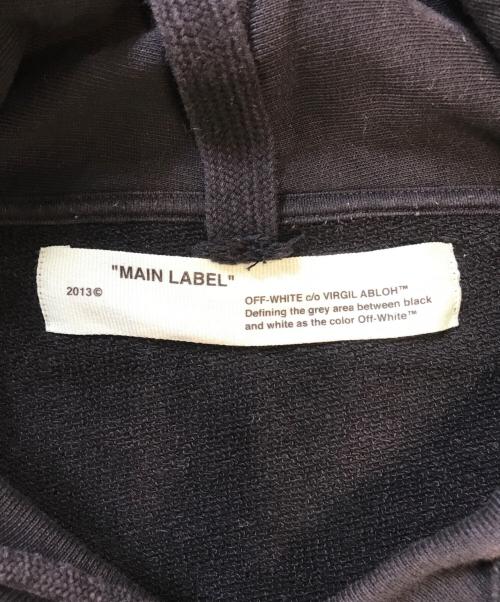 "MAIN LABEL"
2013©
OFF-WHITE c/o VIRGIL ABLOH™
Defining the grey area between black
and white as the color Off-White™